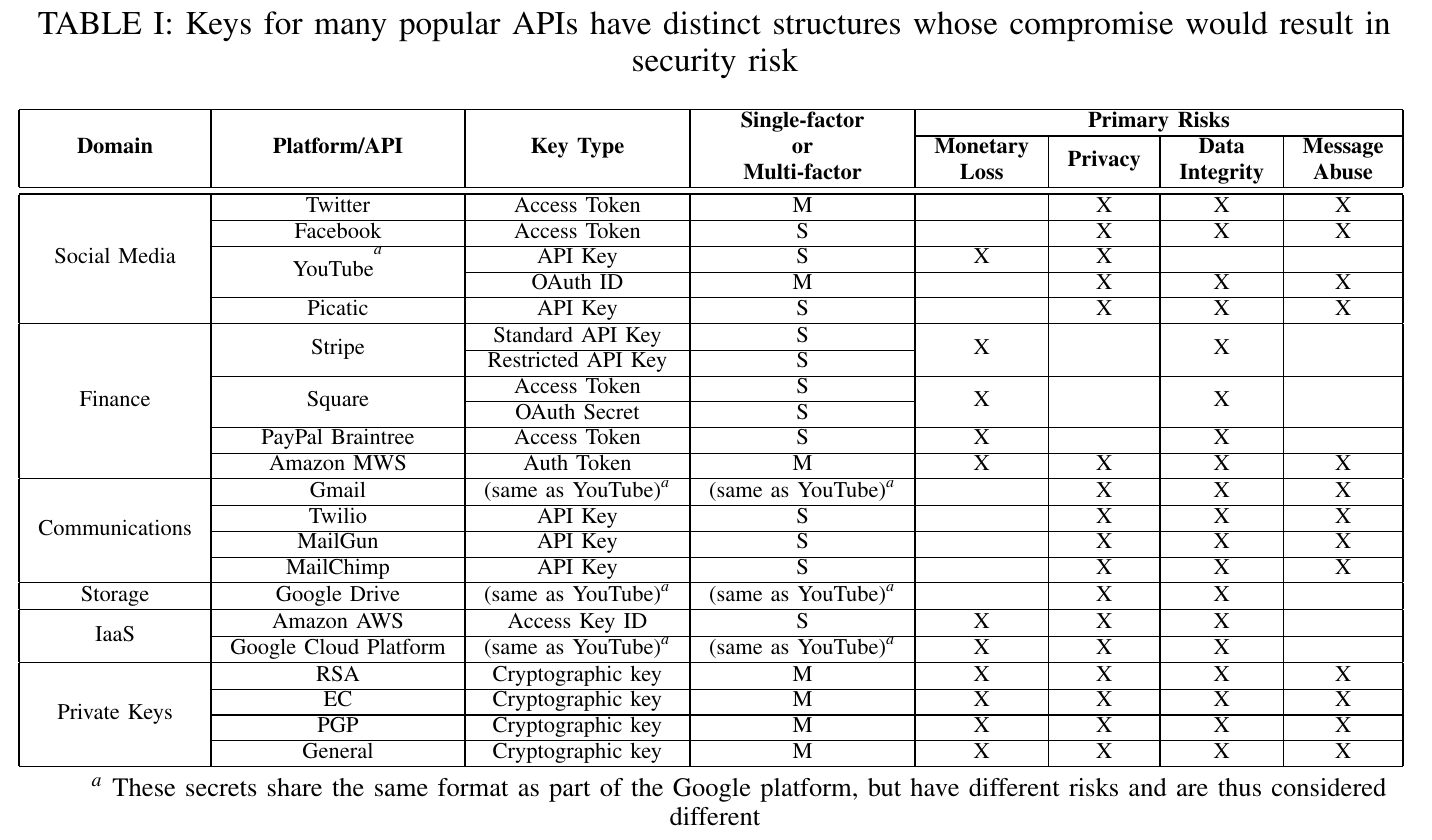 TABLE I: Keys for many popular APIs have distinct structures whose compromise would result in
security risk
Domain Platform/API Key Type Single-factor or Multi-factor Primary Risks
Monetary Loss Privacy Data Integrity Message Abuse
Social Media Twitter Access Token M X X X
Facebook Access Token S X X X
YouTube a API Key S X X
OAuth ID M X X X
Picatic API Key S X X X
Finance Stripe Standard API Key S X X
Restricted API Key S
Square Access Token S X X
OAuth Secret S
PayPal Braintree Access Token S X X
Amazon MWS Auth Token M X X X X
Communications Gmail (same as YouTube)a (same as YouTube)a X X X
Twilio API Key S X X X
MailGun API Key S X X X
MailChimp API Key S X X X
Storage Google Drive (same as YouTube)a (same as YouTube)a X X
IaaS Amazon AWS Access Key ID S X X X
Google Cloud Platform (same as YouTube)a (same as YouTube)a X X X
Private Keys RSA Cryptographic key M X X X X
EC Cryptographic key M X X X X
PGP Cryptographic key M X X X X
General Cryptographic key M X X X X
a These secrets share the same format as part of the Google platform, but have different risks and are thus considered
different